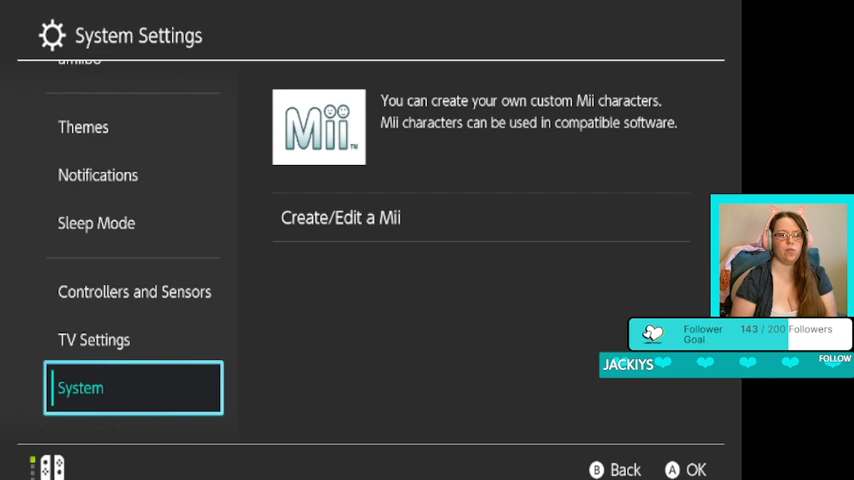 System Settings
amiibo
Themes
Notifications
Sleep Mode
Controllers and Sensors
TV Settings
System
Mii™
You can create your own custom Mii characters.
Mii characters can be used in compatible software.
Create/Edit a Mii
Follower Goal
143 / 200 Followers
JACKIYS
FOLLOW
B Back
A OK